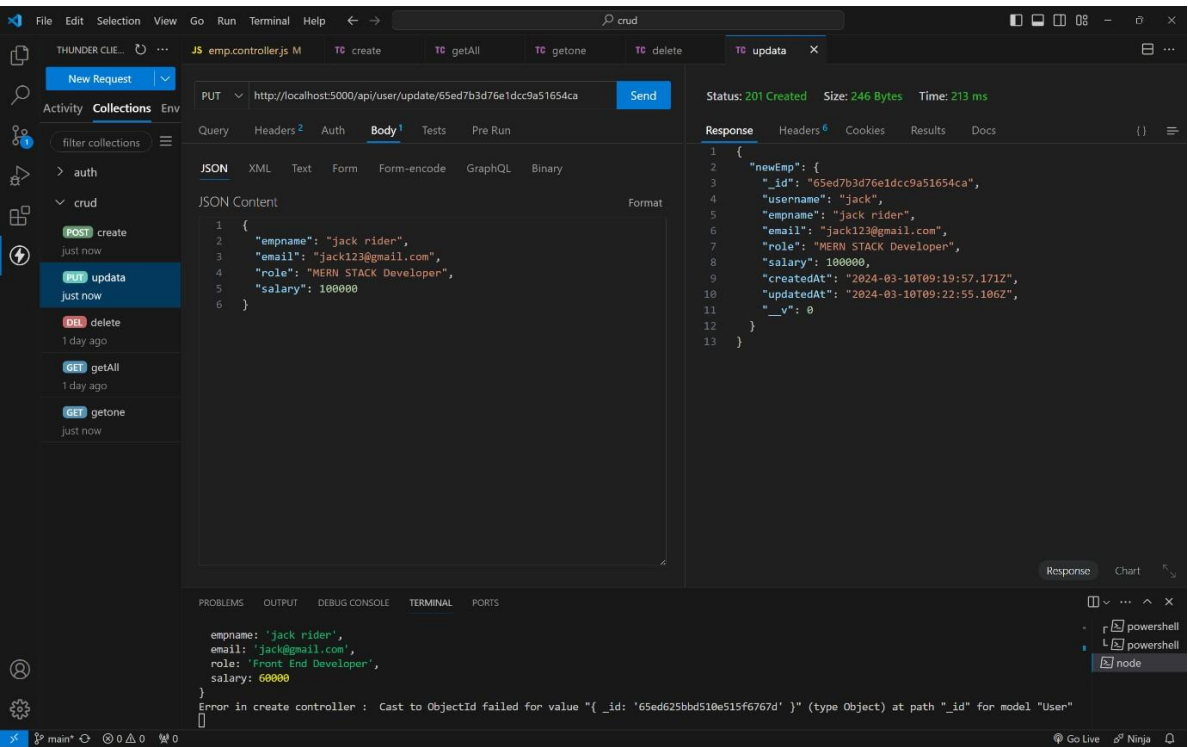 File Edit Selection View Go Run Terminal Help
crud
THUNDER CLIE...
JS emp.controller.js M
TC create
TC getAll
TC getone
TC delete
TC updata
New Request
Activity Collections Env
filter collections
auth
crud
POST create
just now
PUT updata
just now
DEL delete
1 day ago
GET getAll
1 day ago
GET getone
just now
PUT http://localhost:5000/api/user/update/65ed7b3d76e1dcc9a51654ca Send
Query Headers 2 Auth Body 1 Tests Pre Run
JSON XML Text Form Form-encode GraphQL Binary
JSON Content Format
1 {
2 "empname": "jack rider",
3 "email": "jack123@gmail.com",
4 "role": "MERN STACK Developer",
5 "salary": 100000
6 }
Status: 201 Created Size: 246 Bytes Time: 213 ms
Response Headers 6 Cookies Results Docs {}
1 {
2 "newEmp": {
3 "_id": "65ed7b3d76e1dcc9a51654ca",
4 "username": "jack",
5 "empname": "jack rider",
6 "email": "jack123@gmail.com",
7 "role": "MERN STACK Developer",
8 "salary": 100000,
9 "createdAt": "2024-03-10T09:19:57.171Z",
10 "updatedAt": "2024-03-10T09:22:55.106Z",
11 "__v": 0
12 }
13 }
Response Chart
PROBLEMS OUTPUT DEBUG CONSOLE TERMINAL PORTS
empname: 'jack rider',
email: 'jack@gmail.com',
role: 'Front End Developer',
salary: 60000
}
Error in create controller : Cast to ObjectId failed for value "{ _id: '65ed625bbd510e515f6767d' }" (type Object) at path "_id" for model "User"
powershell
powershell
node
main* 0 0 0 Go Live Ninja